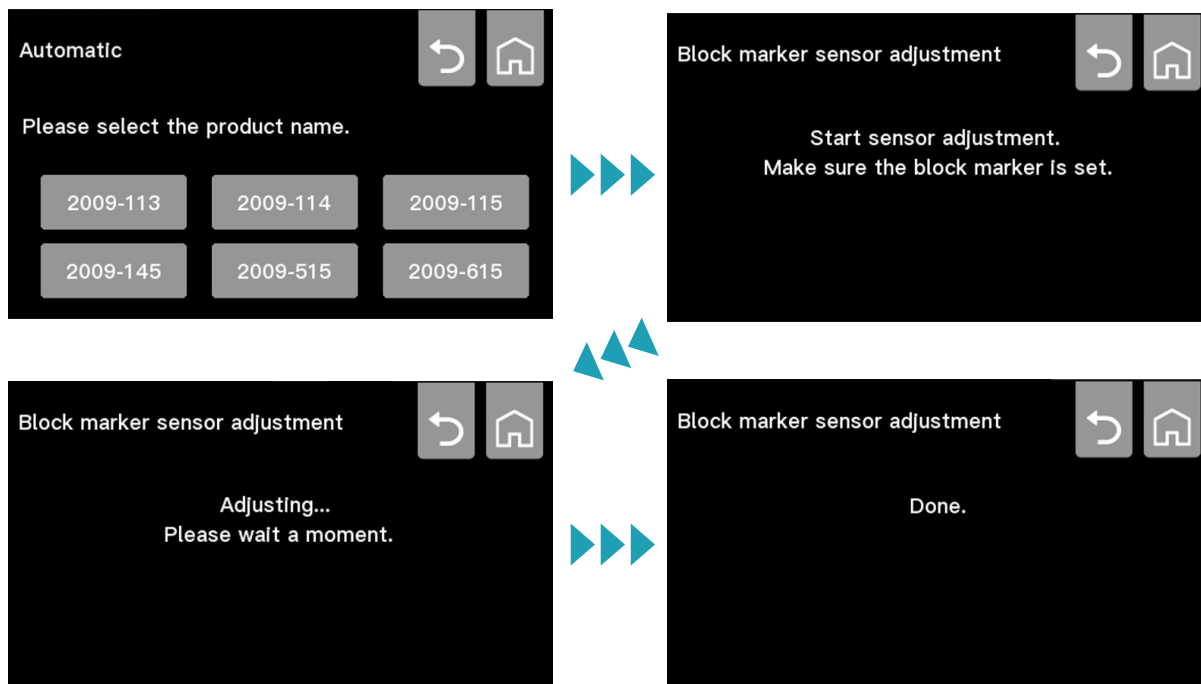 Automatic
Please select the product name.
2009-113 2009-114 2009-115
2009-145 2009-515 2009-615
Block marker sensor adjustment
Start sensor adjustment.
Make sure the block marker is set.
Block marker sensor adjustment
Adjusting...
Please wait a moment.
Block marker sensor adjustment
Done.